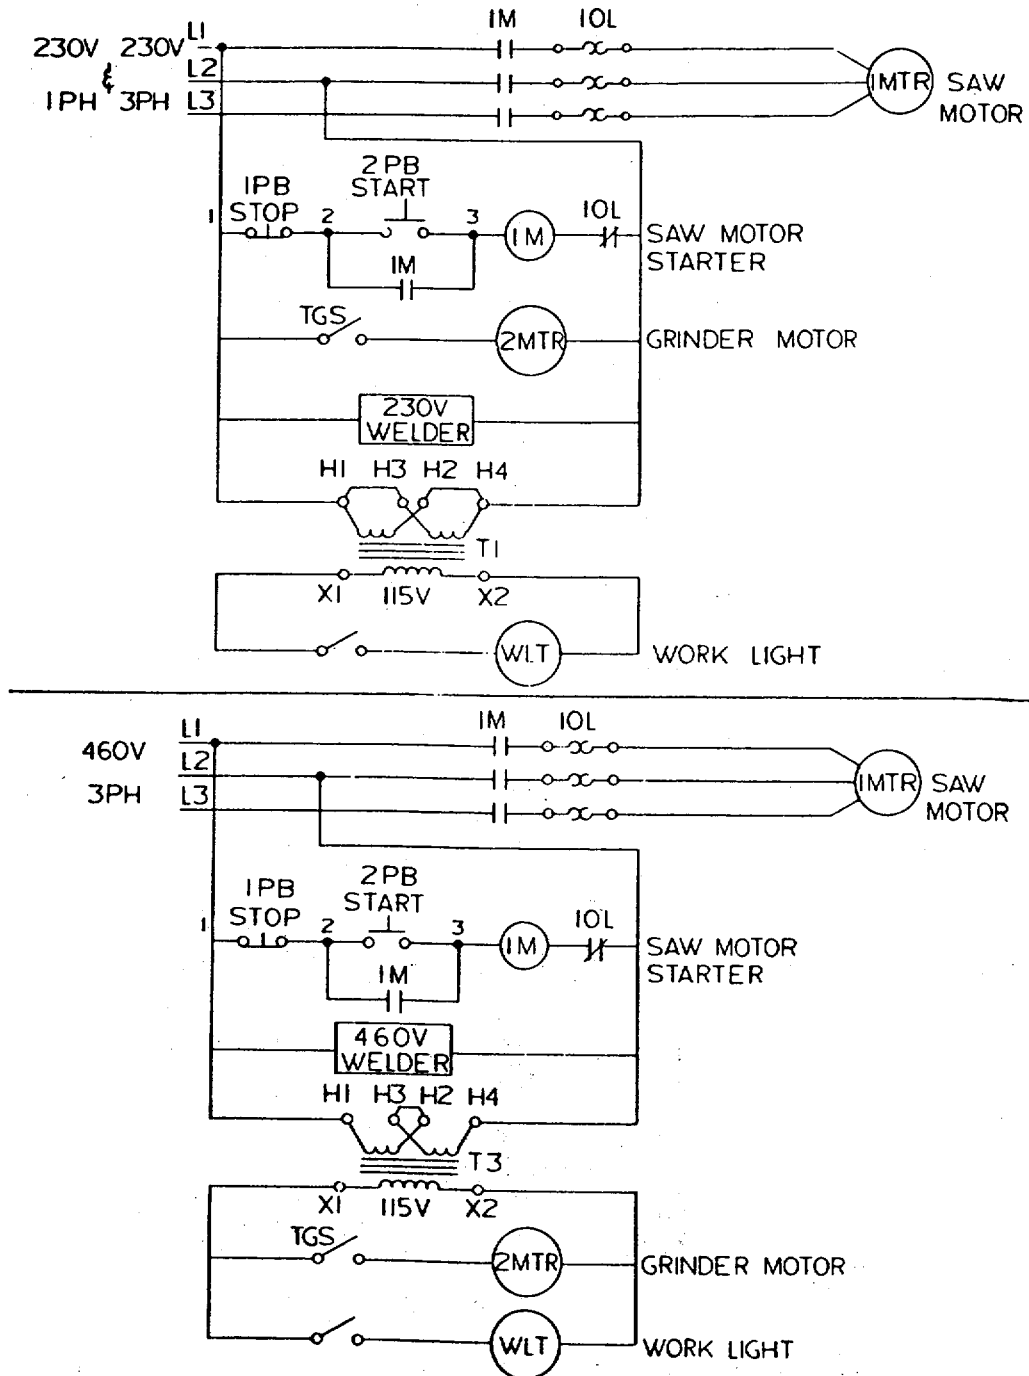 L1 1M 1OL
230V 230V
& L2 1MTR SAW
1PH 3PH L3 MOTOR
2PB
1PB START
1 STOP 2 3 1OL
1M SAW MOTOR
1M STARTER
TGS
2MTR GRINDER MOTOR
230V
WELDER
H1 H3 H2 H4
T1
X1 115V X2
WLT WORK LIGHT
L1 1M 1OL
460V L2
1MTR SAW
3PH L3 MOTOR
2PB
1PB START
1 STOP 2 3 1OL
1M SAW MOTOR
1M STARTER
460V
WELDER
H1 H3 H2 H4
T3
X1 115V X2
TGS
2MTR GRINDER MOTOR
WLT WORK LIGHT